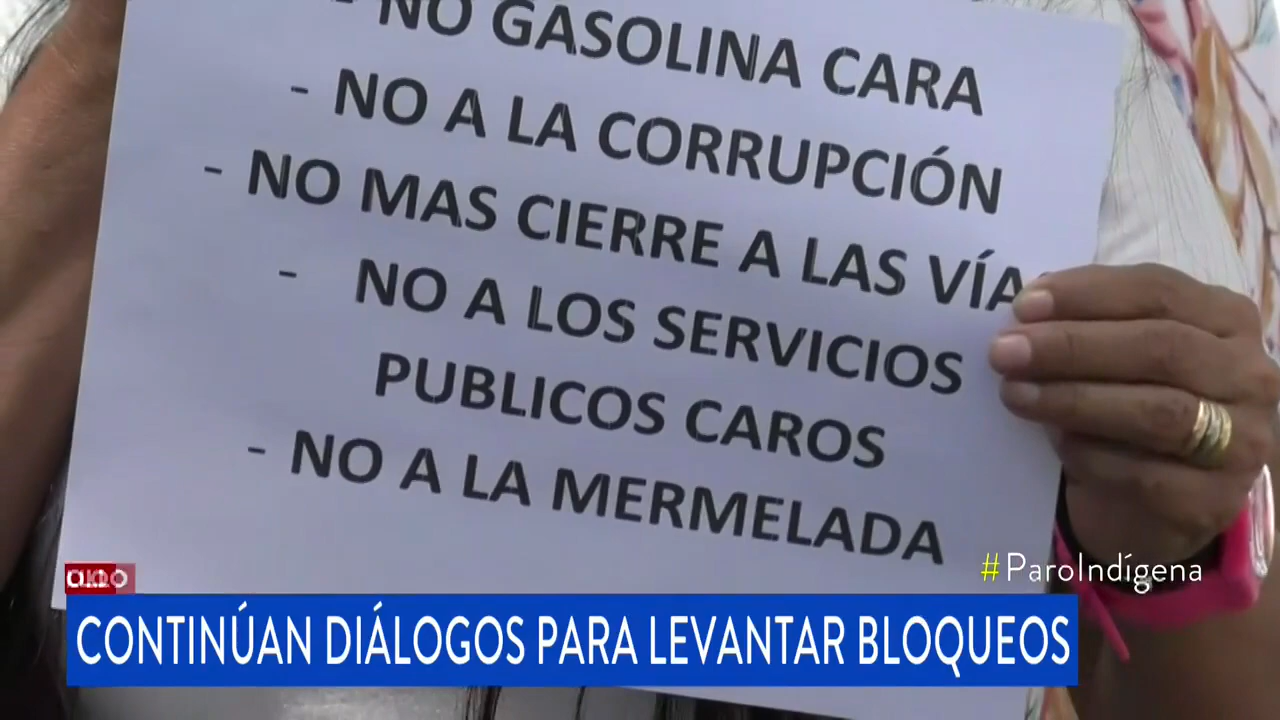 - NO GASOLINA CARA
- NO A LA CORRUPCIÓN
- NO MAS CIERRE A LAS VÍA
- NO A LOS SERVICIOS
PUBLICOS CAROS
- NO A LA MERMELADA
#ParoIndígena
CONTINÚAN DIÁLOGOS PARA LEVANTAR BLOQUEOS